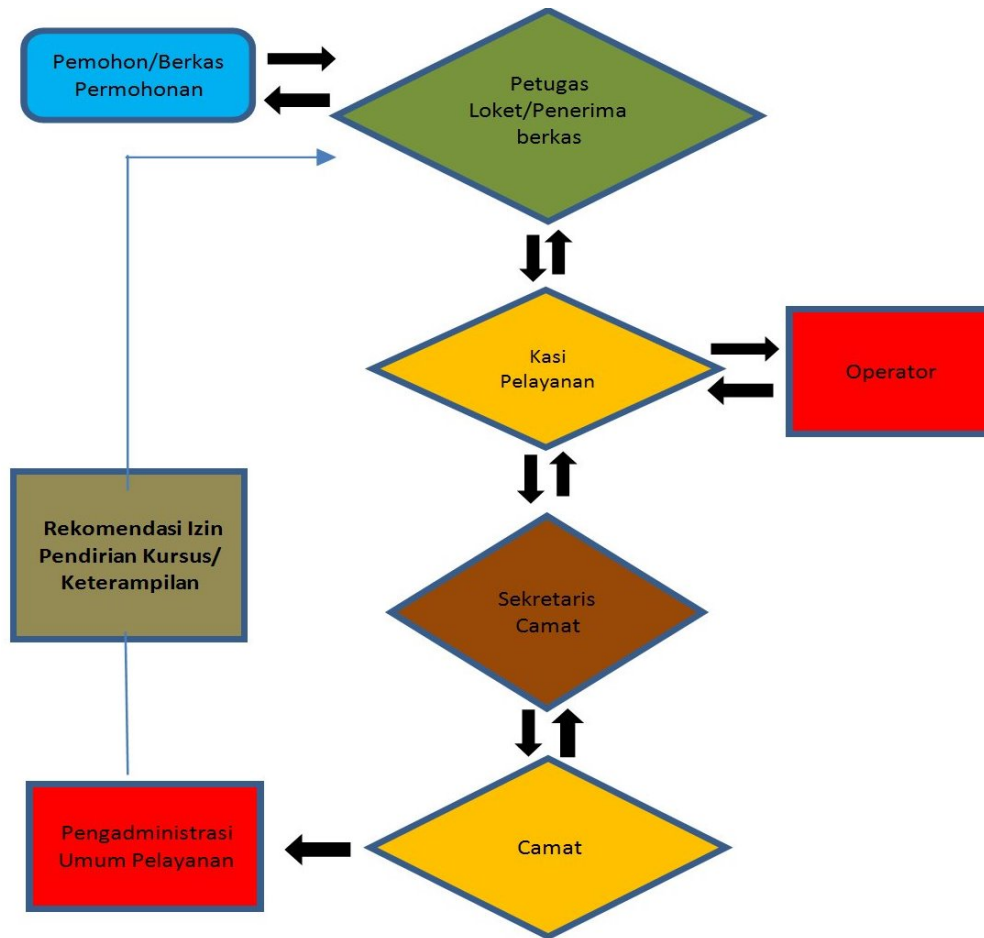 Pemohon/Berkas
Permohonan
Petugas
Loket/Penerima
berkas
Kasi
Pelayanan
Operator
Rekomendasi Izin
Pendirian Kursus/
Keterampilan
Sekretaris
Camat
Pengadministrasi
Umum Pelayanan
Camat